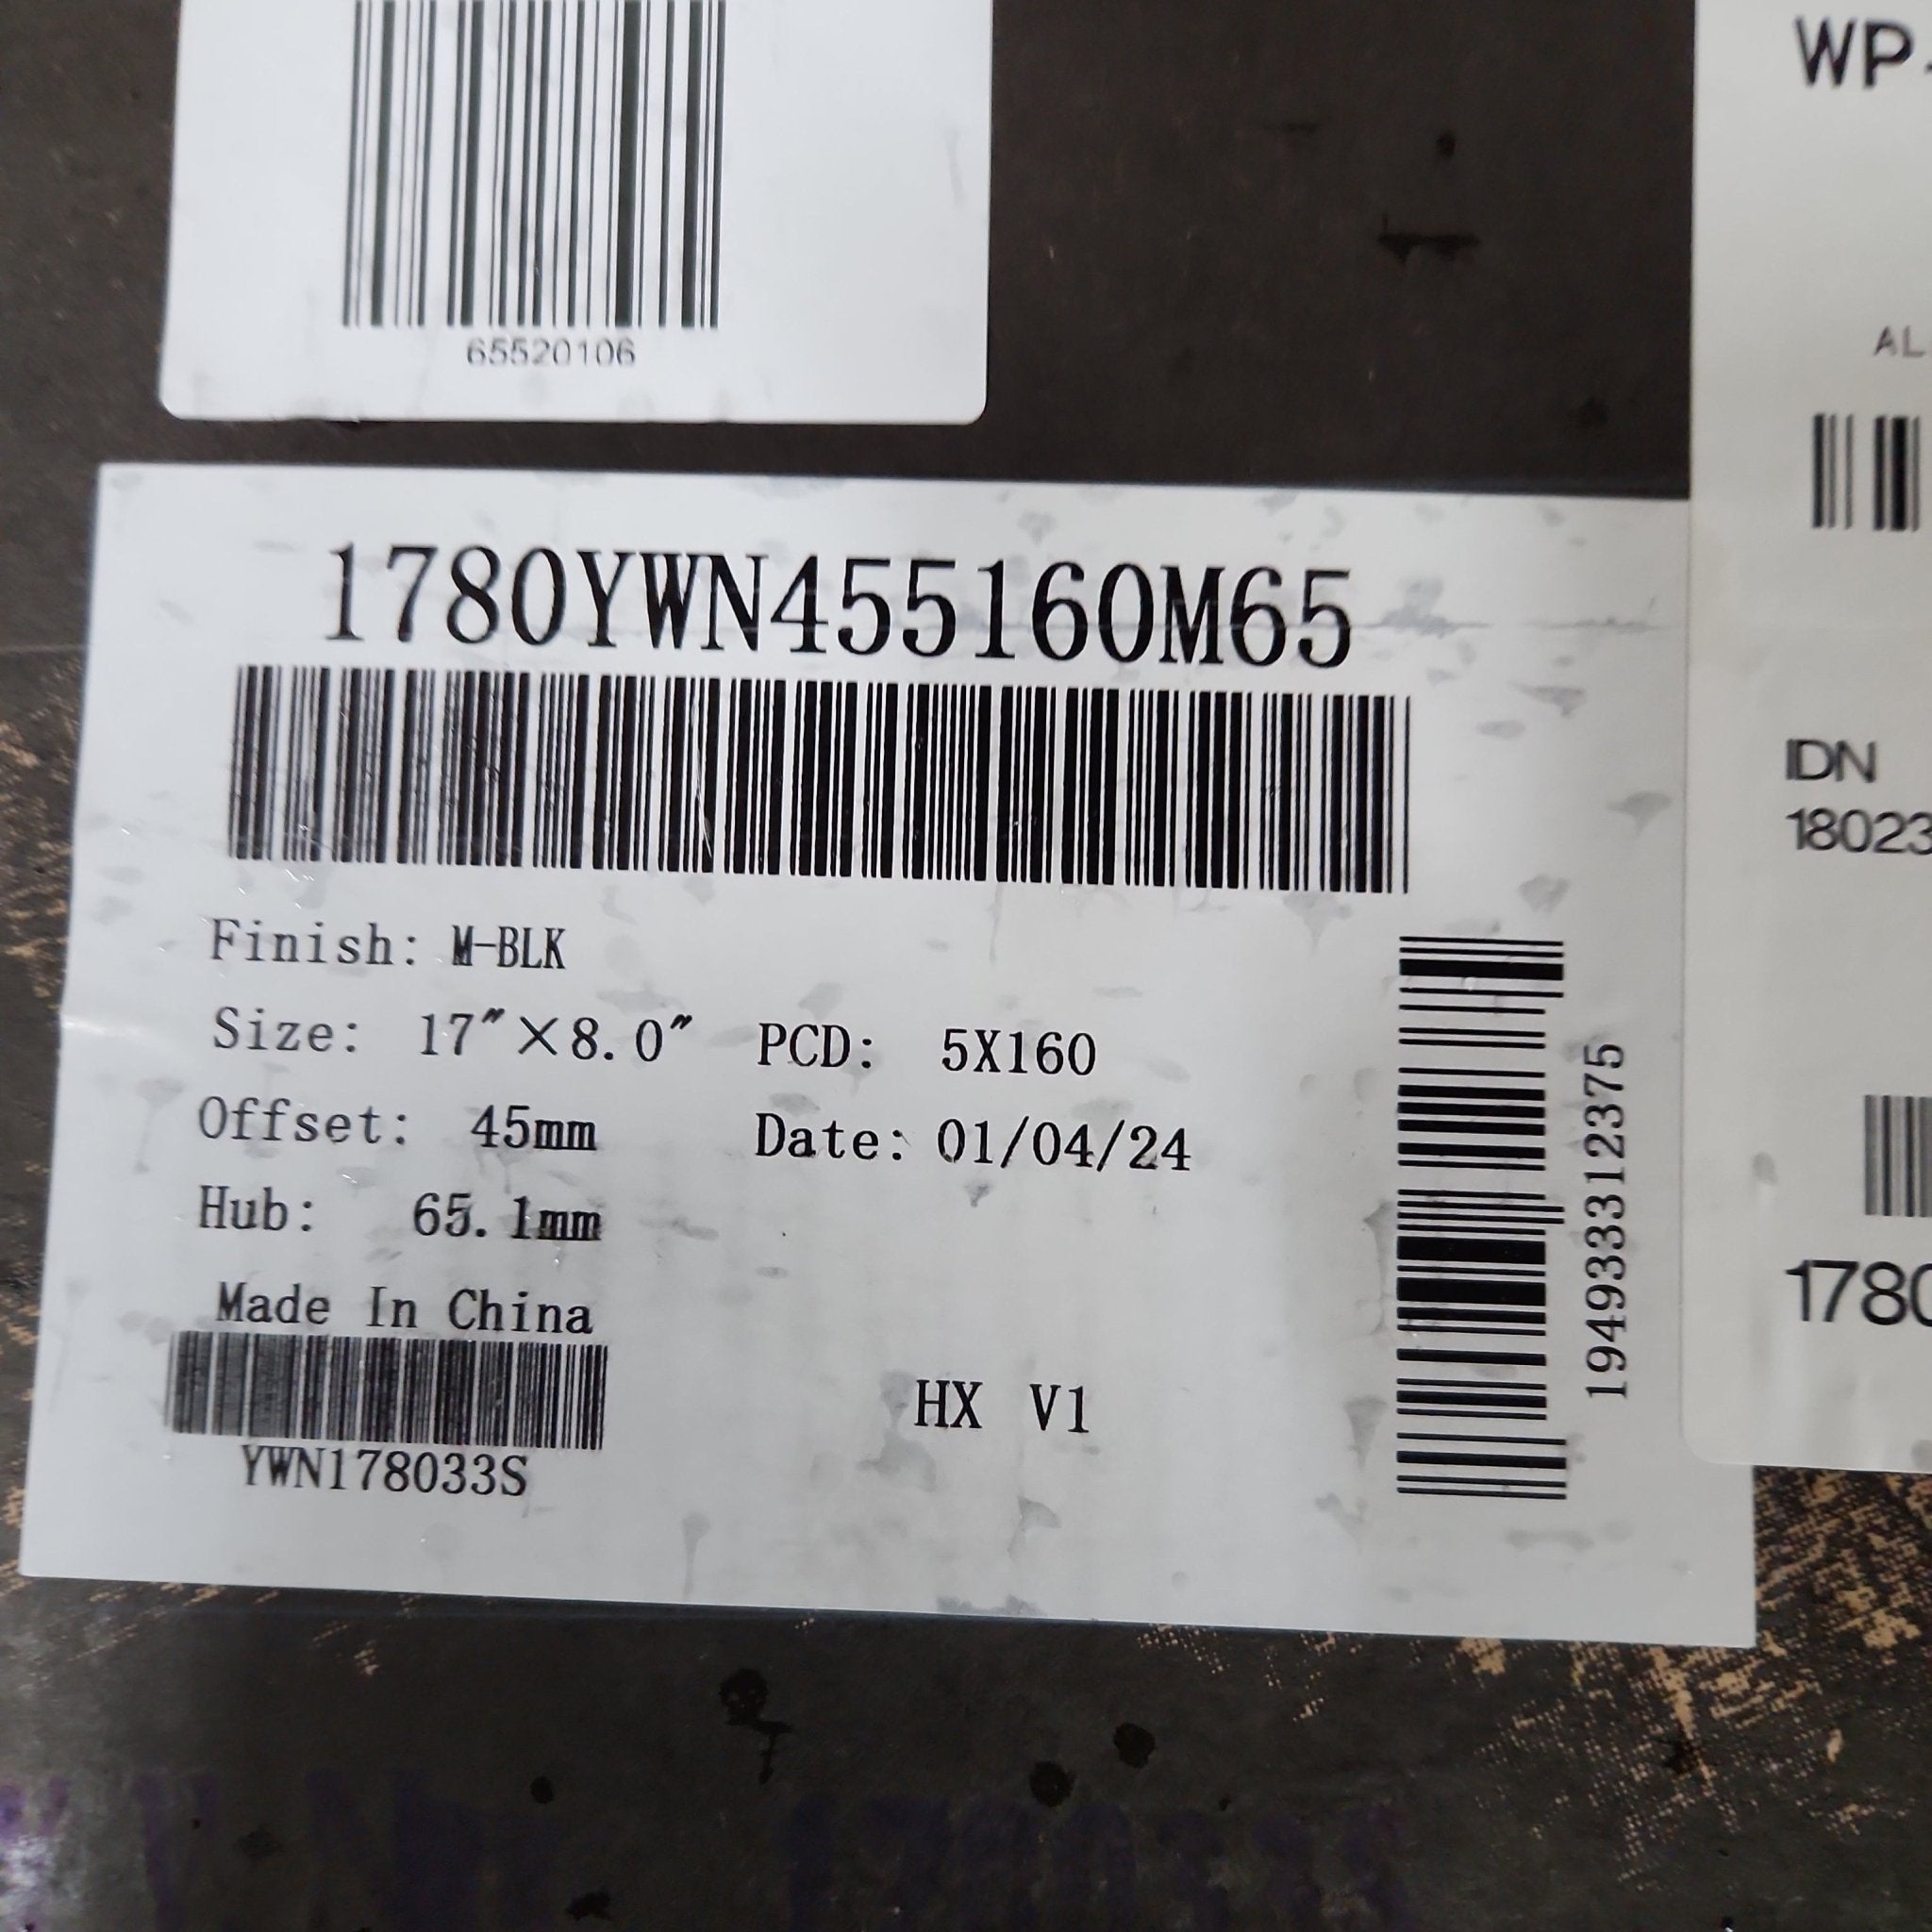 65520106
1780YWN455160M65
Finish: M-BLK
Size: 17"×8.0" PCD: 5X160
Offset: 45mm Date: 01/04/24
Hub: 65.1mm
Made In China
YWN178033S
HX V1
194933312375
WP-
AL
IDN
18023
1780